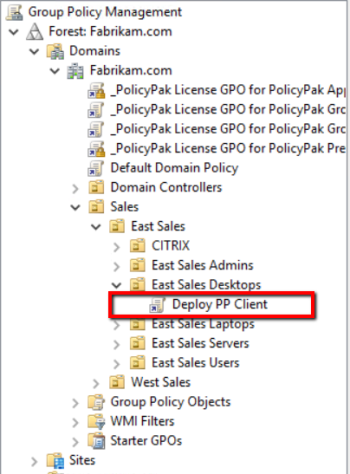 Group Policy Management
Forest: Fabrikam.com
Domains
Fabrikam.com
_PolicyPak License GPO for PolicyPak App
_PolicyPak License GPO for PolicyPak Grc
_PolicyPak License GPO for PolicyPak Grc
_PolicyPak License GPO for PolicyPak Pre
Default Domain Policy
Domain Controllers
Sales
East Sales
CITRIX
East Sales Admins
East Sales Desktops
Deploy PP Client
East Sales Laptops
East Sales Servers
East Sales Users
West Sales
Group Policy Objects
WMI Filters
Starter GPOs
Sites